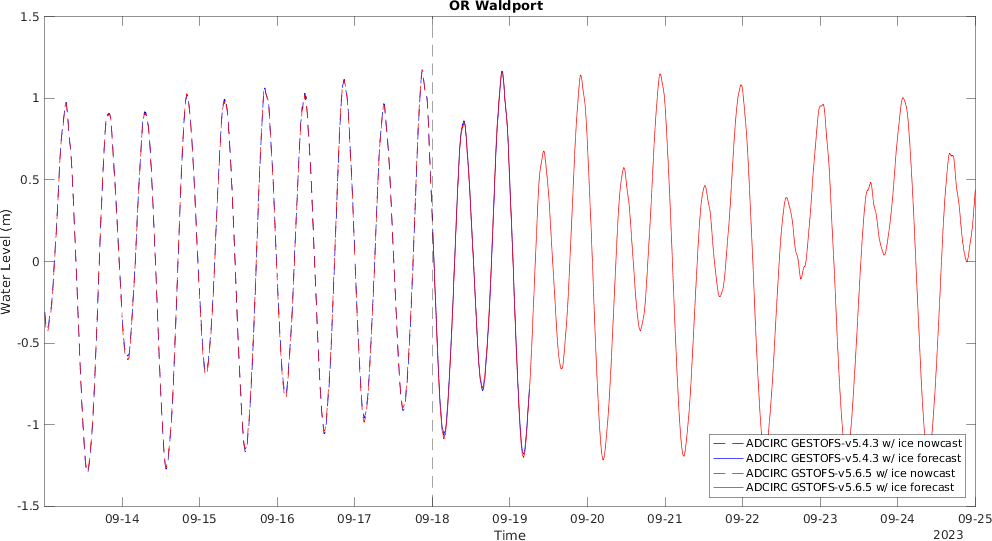 OR Waldport
1.5
1
0.5
0
-0.5
-1
-1.5
Water Level (m)
ADCIRC GESTOFS-v5.4.3 w/ ice nowcast
ADCIRC GESTOFS-v5.4.3 w/ ice forecast
ADCIRC GSTOFS-v5.6.5 w/ ice nowcast
ADCIRC GSTOFS-v5.6.5 w/ ice forecast
09-14 09-15 09-16 09-17 09-18 09-19 09-20 09-21 09-22 09-23 09-24 09-25
Time
2023